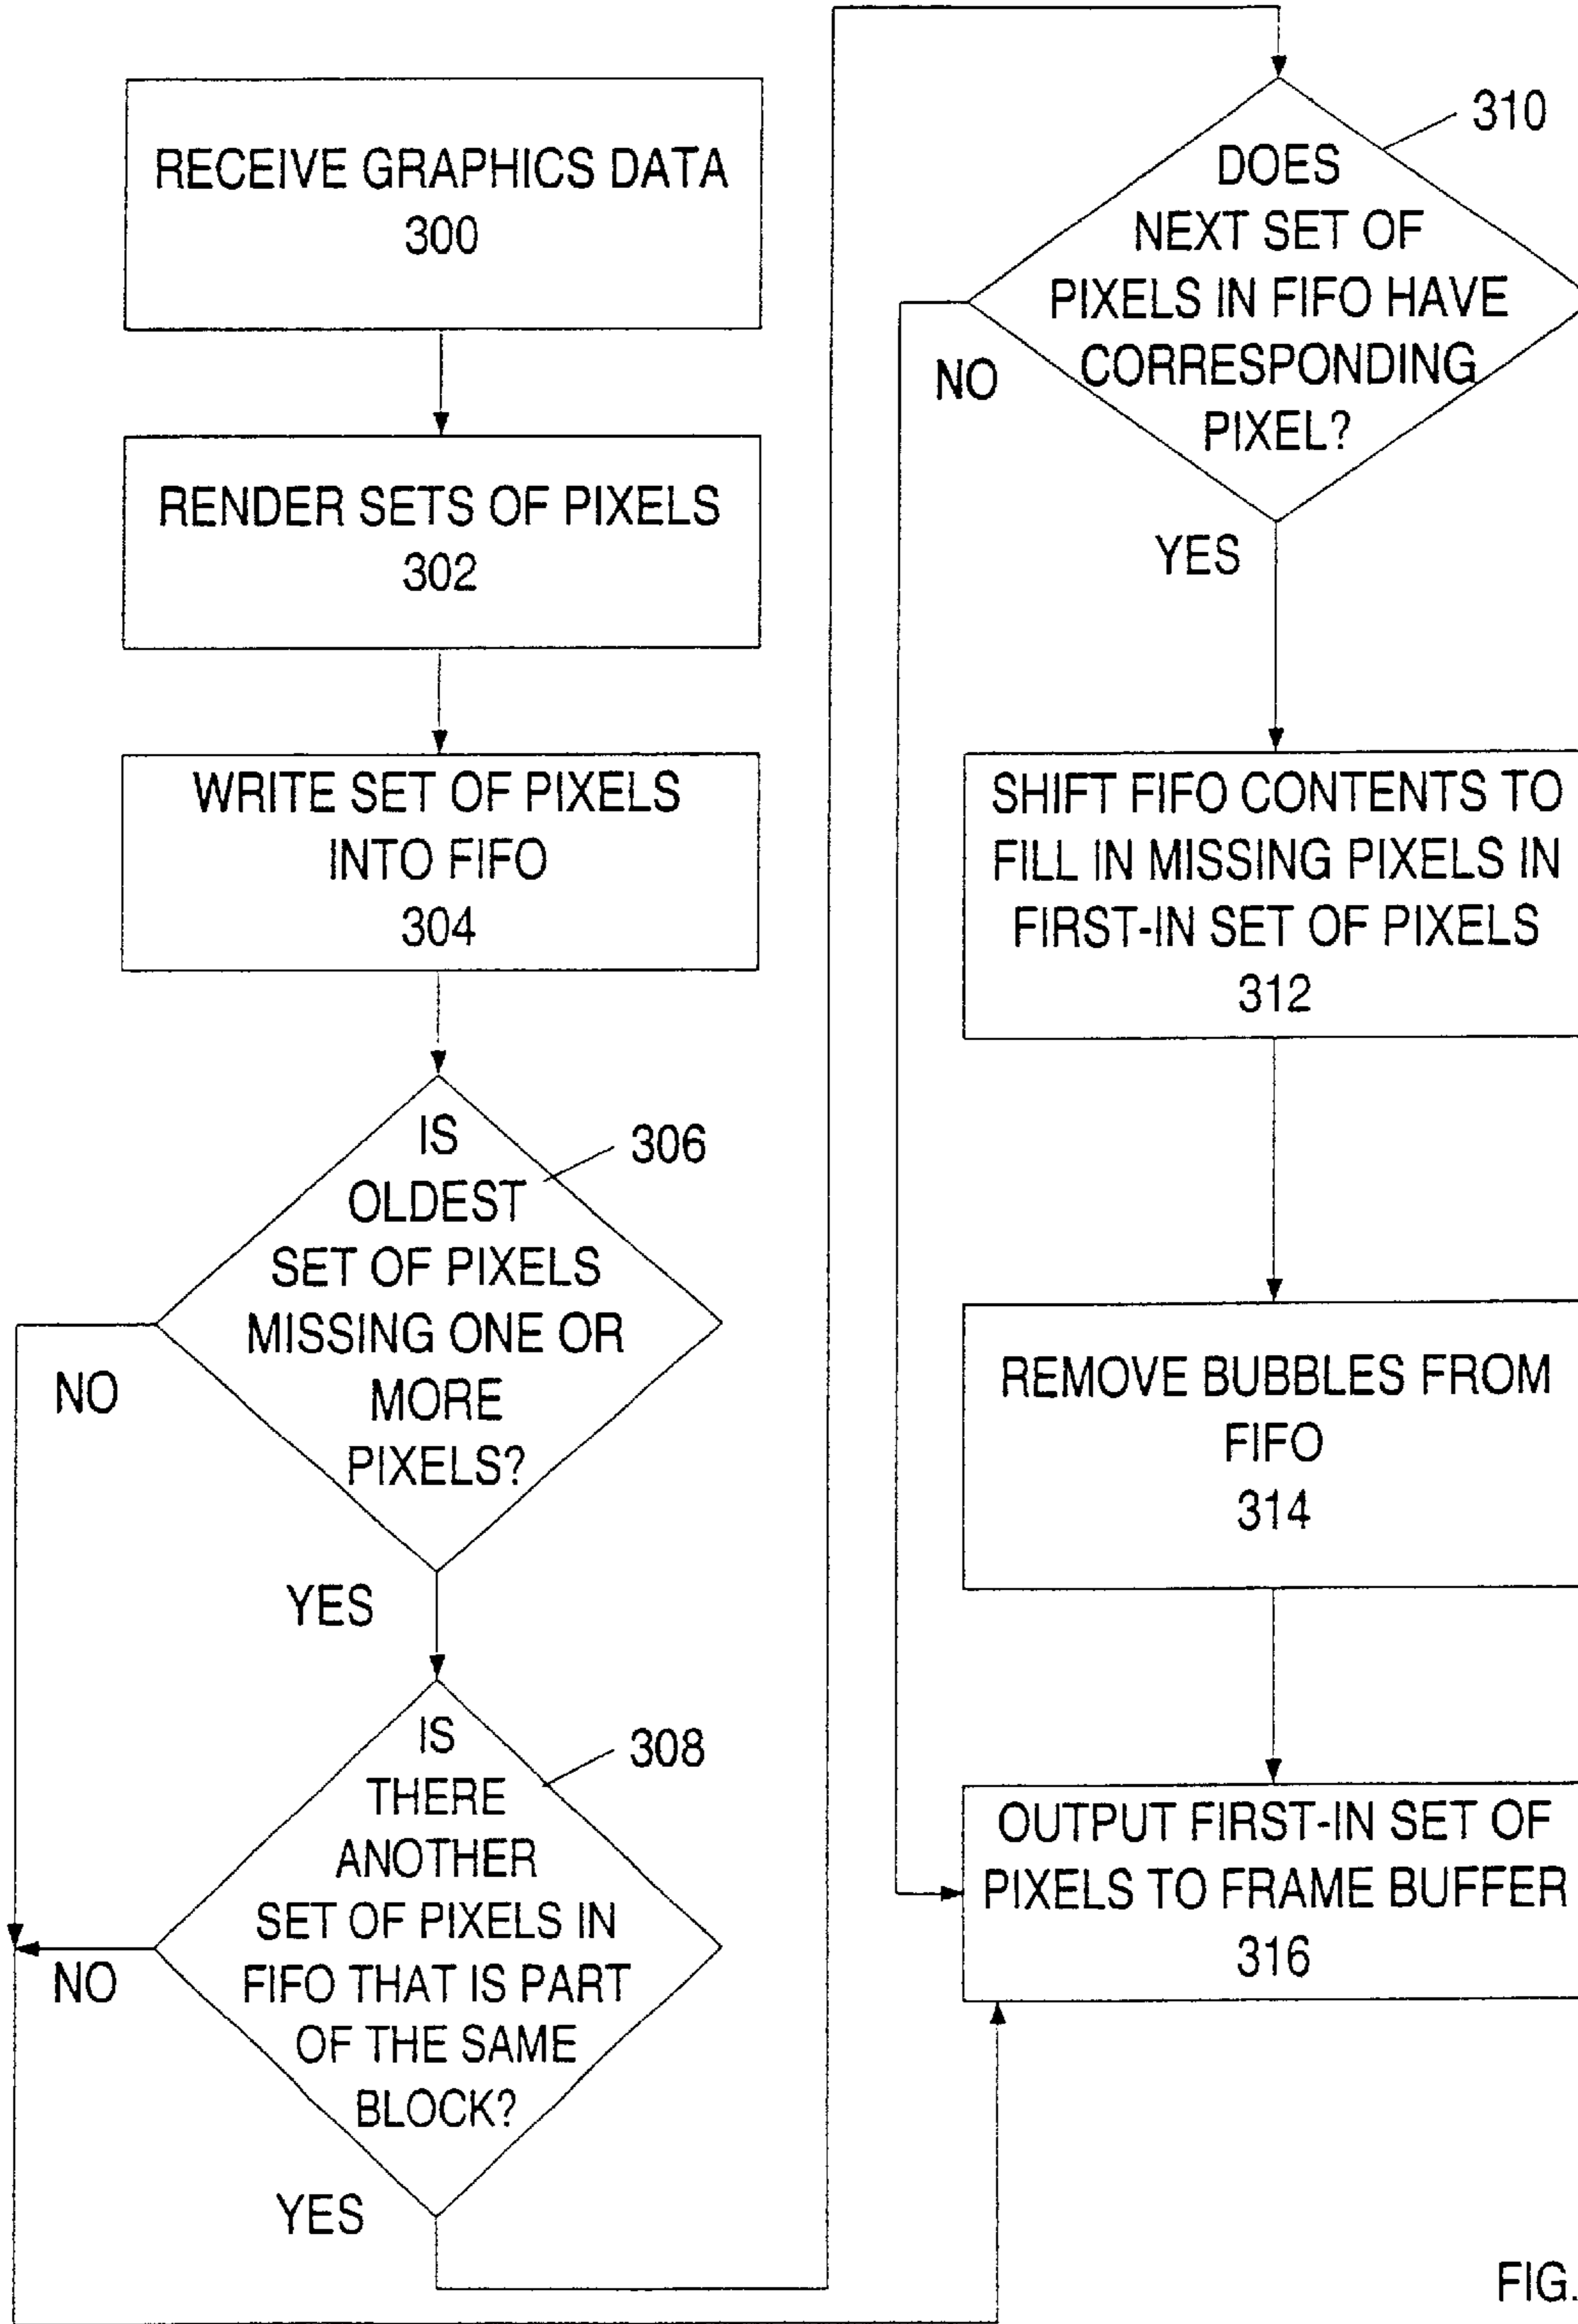 RECEIVE GRAPHICS DATA
300
RENDER SETS OF PIXELS
302
WRITE SET OF PIXELS
INTO FIFO
304
IS
OLDEST
SET OF PIXELS
MISSING ONE OR
MORE
PIXELS?
306
NO
YES
IS
THERE
ANOTHER
SET OF PIXELS IN
FIFO THAT IS PART
OF THE SAME
BLOCK?
308
NO
YES
DOES
NEXT SET OF
PIXELS IN FIFO HAVE
CORRESPONDING
PIXEL?
310
NO
YES
SHIFT FIFO CONTENTS TO
FILL IN MISSING PIXELS IN
FIRST-IN SET OF PIXELS
312
REMOVE BUBBLES FROM
FIFO
314
OUTPUT FIRST-IN SET OF
PIXELS TO FRAME BUFFER
316
FIG.